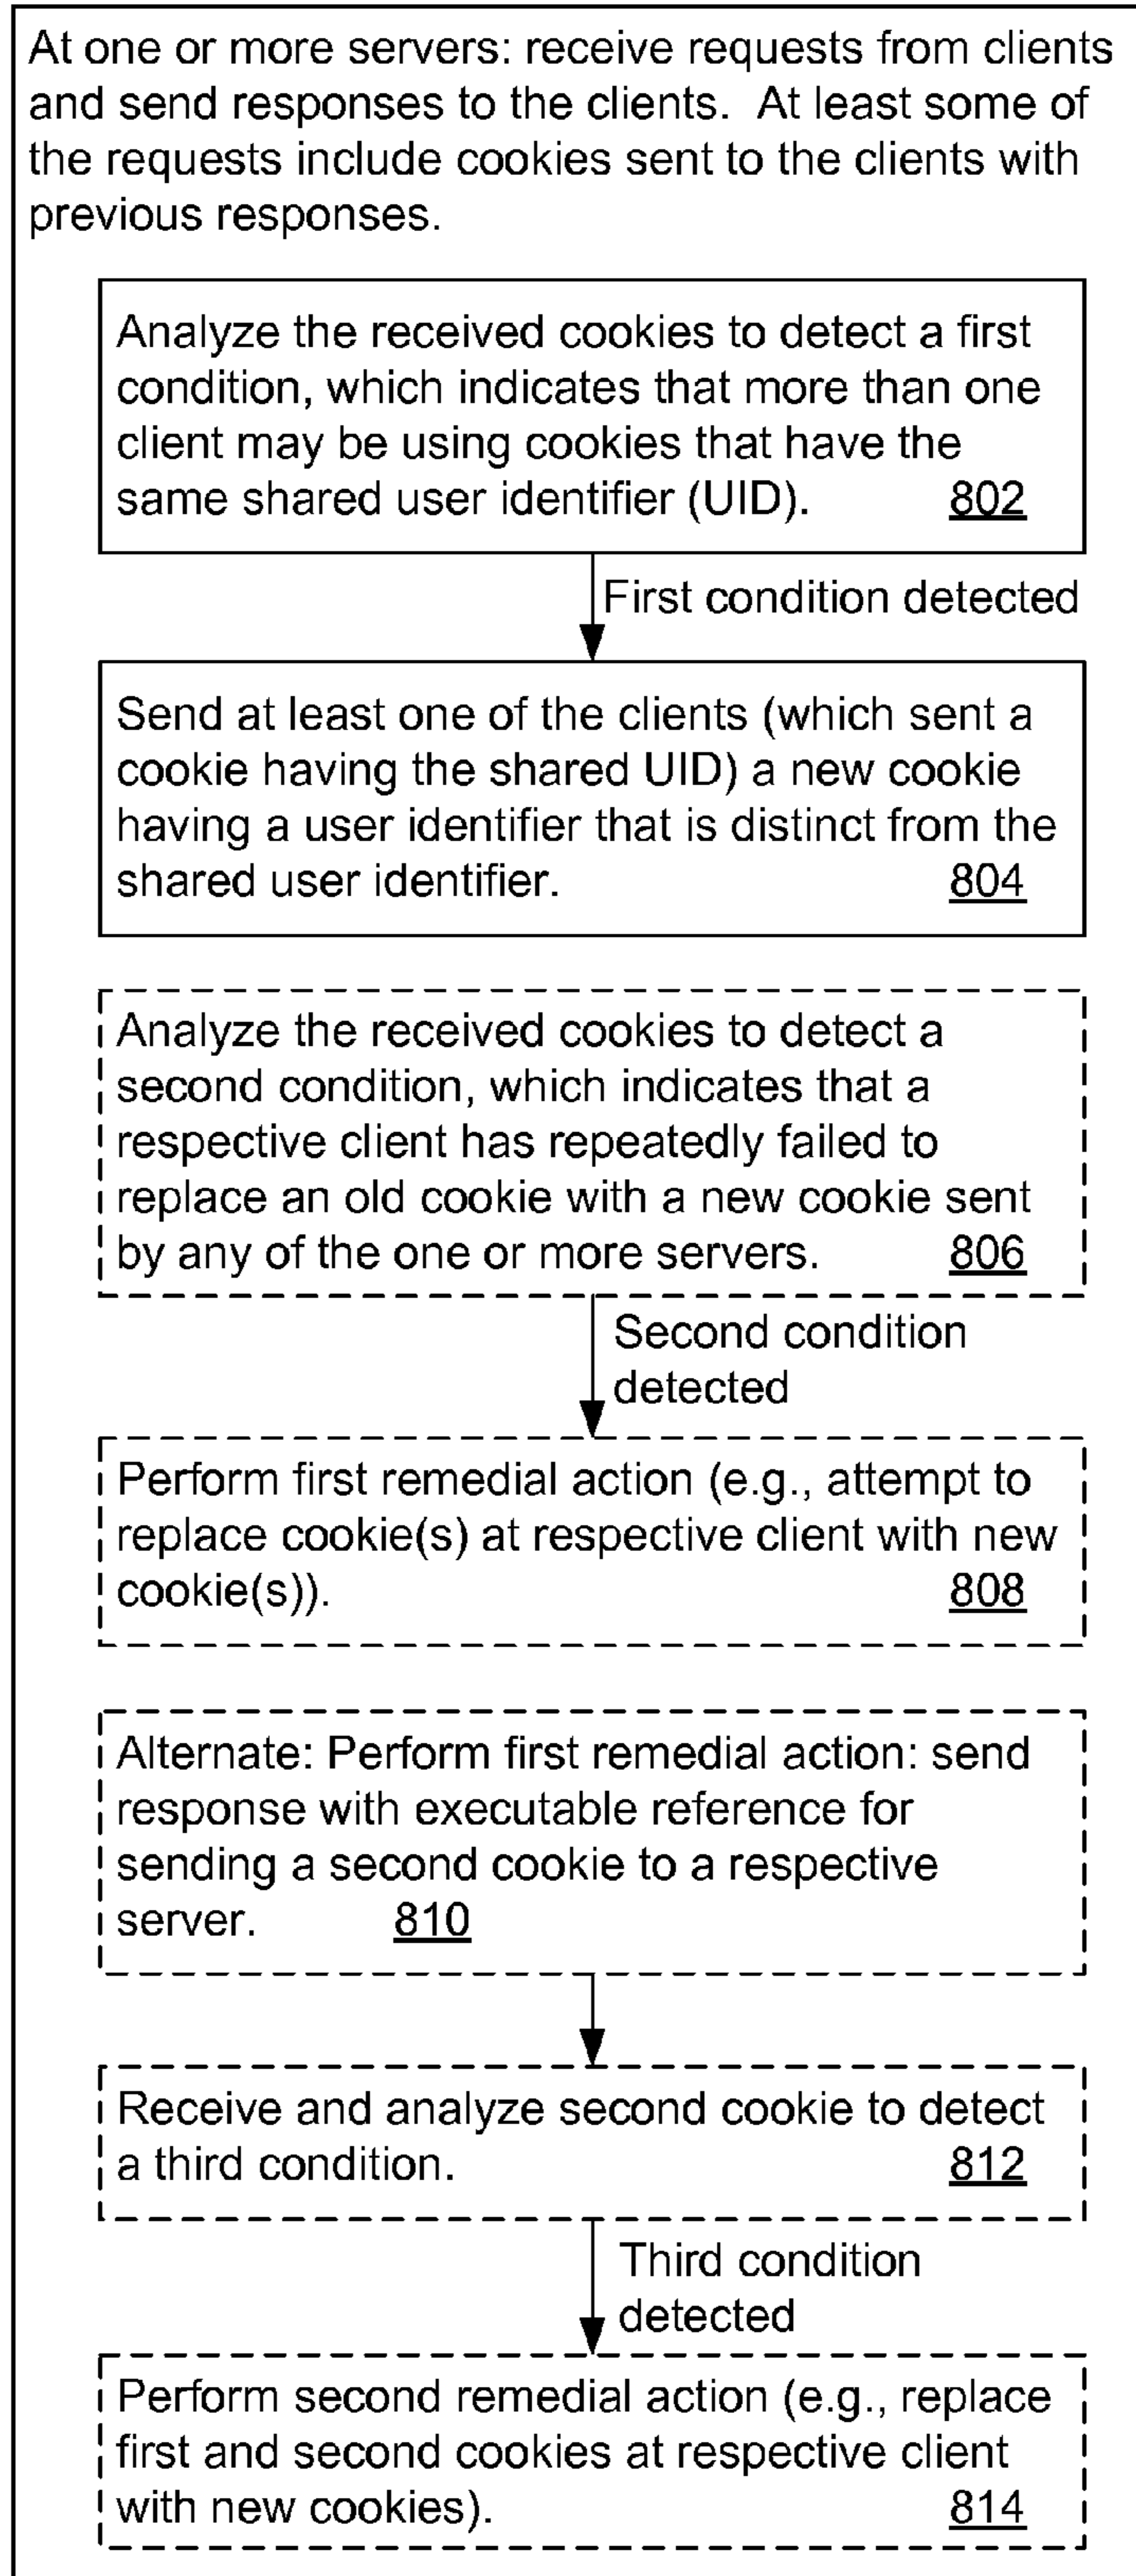 At one or more servers: receive requests from clients
and send responses to the clients.  At least some of
the requests include cookies sent to the clients with
previous responses.
Analyze the received cookies to detect a first
condition, which indicates that more than one
client may be using cookies that have the
same shared user identifier (UID). 802
First condition detected
Send at least one of the clients (which sent a
cookie having the shared UID) a new cookie
having a user identifier that is distinct from the
shared user identifier. 804
Analyze the received cookies to detect a
second condition, which indicates that a
respective client has repeatedly failed to
replace an old cookie with a new cookie sent
by any of the one or more servers. 806
Second condition
detected
Perform first remedial action (e.g., attempt to
replace cookie(s) at respective client with new
cookie(s)). 808
Alternate: Perform first remedial action: send
response with executable reference for
sending a second cookie to a respective
server. 810
Receive and analyze second cookie to detect
a third condition. 812
Third condition
detected
Perform second remedial action (e.g., replace
first and second cookies at respective client
with new cookies). 814